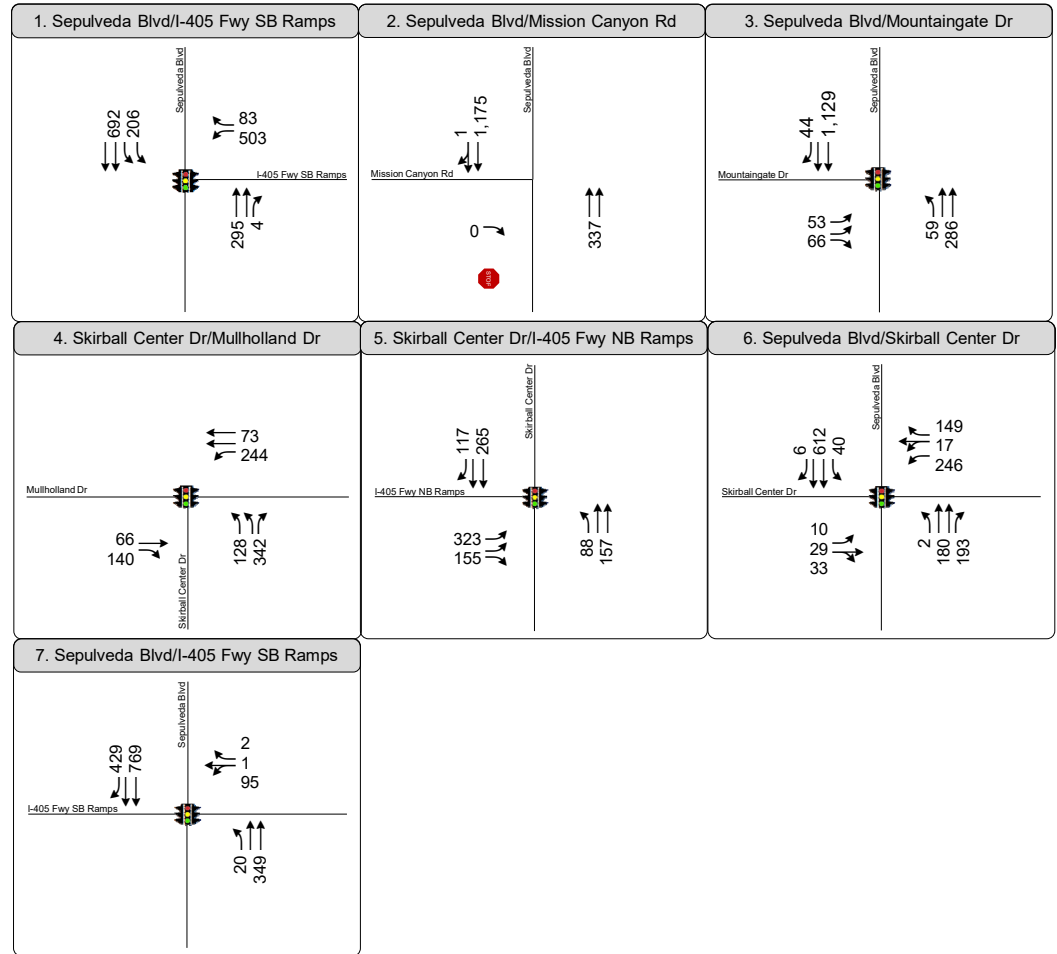 1. Sepulveda Blvd/I-405 Fwy SB Ramps
Sepulveda Blvd
692
206
83
503
I-405 Fwy SB Ramps
295
4
2. Sepulveda Blvd/Mission Canyon Rd
Sepulveda Blvd
1
1,175
Mission Canyon Rd
0
337
STOP
3. Sepulveda Blvd/Mountaingate Dr
Sepulveda Blvd
44
1,129
Mountaingate Dr
53
66
59
286
4. Skirball Center Dr/Mullholland Dr
73
244
Mullholland Dr
66
140
128
342
Skirball Center Dr
5. Skirball Center Dr/I-405 Fwy NB Ramps
Skirball Center Dr
117
265
I-405 Fwy NB Ramps
323
155
88
157
6. Sepulveda Blvd/Skirball Center Dr
Sepulveda Blvd
6
612
40
149
17
246
Skirball Center Dr
10
29
33
2
180
193
7. Sepulveda Blvd/I-405 Fwy SB Ramps
Sepulveda Blvd
429
769
2
1
95
I-405 Fwy SB Ramps
20
349